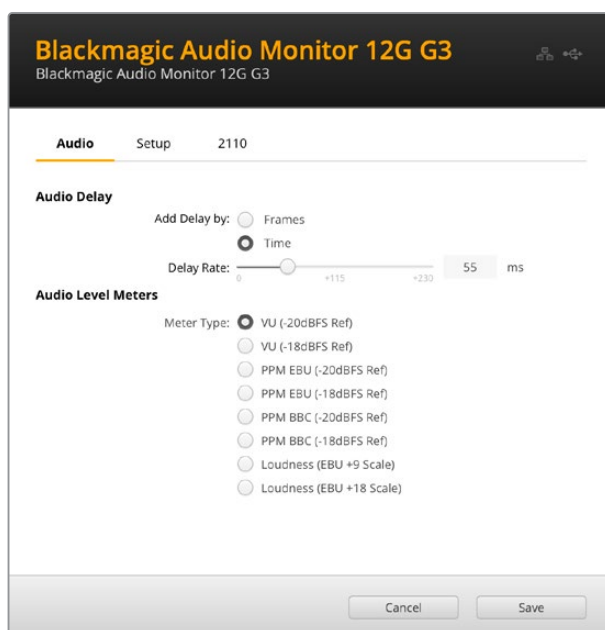 Blackmagic Audio Monitor 12G G3
Blackmagic Audio Monitor 12G G3
Audio Setup 2110
Audio Delay
Add Delay by: Frames
Time
Delay Rate: 55 ms
0 +115 +230
Audio Level Meters
Meter Type: VU (-20dBFS Ref)
VU (-18dBFS Ref)
PPM EBU (-20dBFS Ref)
PPM EBU (-18dBFS Ref)
PPM BBC (-20dBFS Ref)
PPM BBC (-18dBFS Ref)
Loudness (EBU +9 Scale)
Loudness (EBU +18 Scale)
Cancel Save